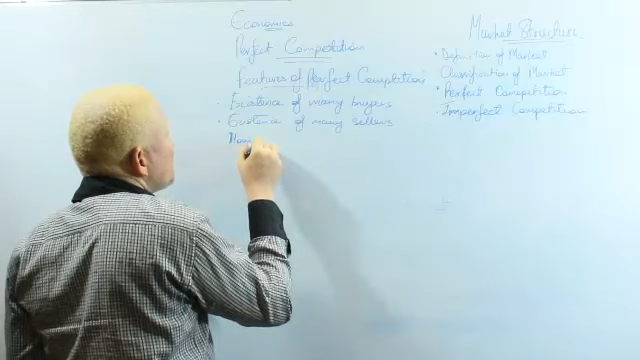 Economics
Perfect Competition
Features of Perfect Competition
- Existence of many buyers
- Existence of many sellers
Hom
Market Structure
- Definition of Market
Classification of Market
- Perfect Competition
- Imperfect Competition